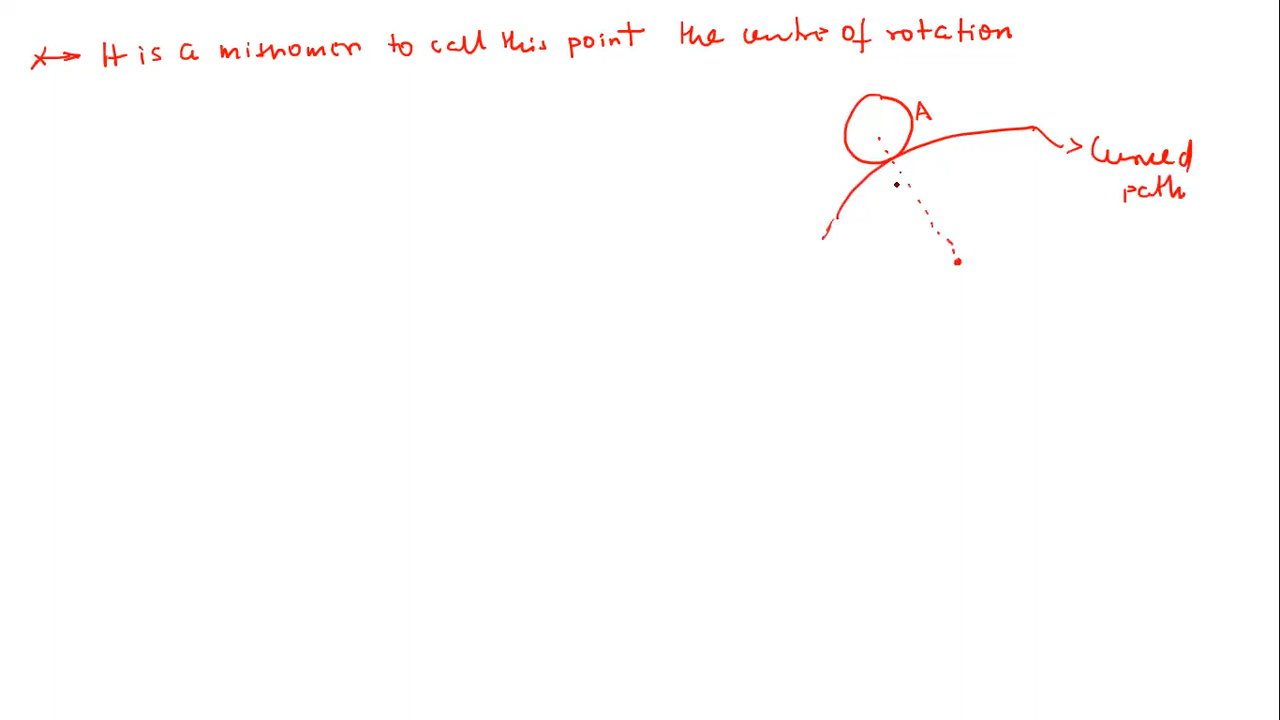 It is a misnomer to call this point the centre of rotation
A
Curved
path